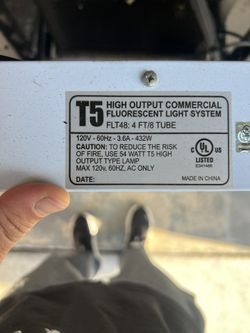 T5 HIGH OUTPUT COMMERCIAL
FLUORESCENT LIGHT SYSTEM
FLT48: 4 FT/8 TUBE
120V - 60Hz - 3.6A - 432W
CAUTION: TO REDUCE THE RISK
OF FIRE, USE 54 WATT T5 HIGH
OUTPUT TYPE LAMP
MAX 120v, 60HZ, AC ONLY
DATE:
C UL US
LISTED
E341468
MADE IN CHINA